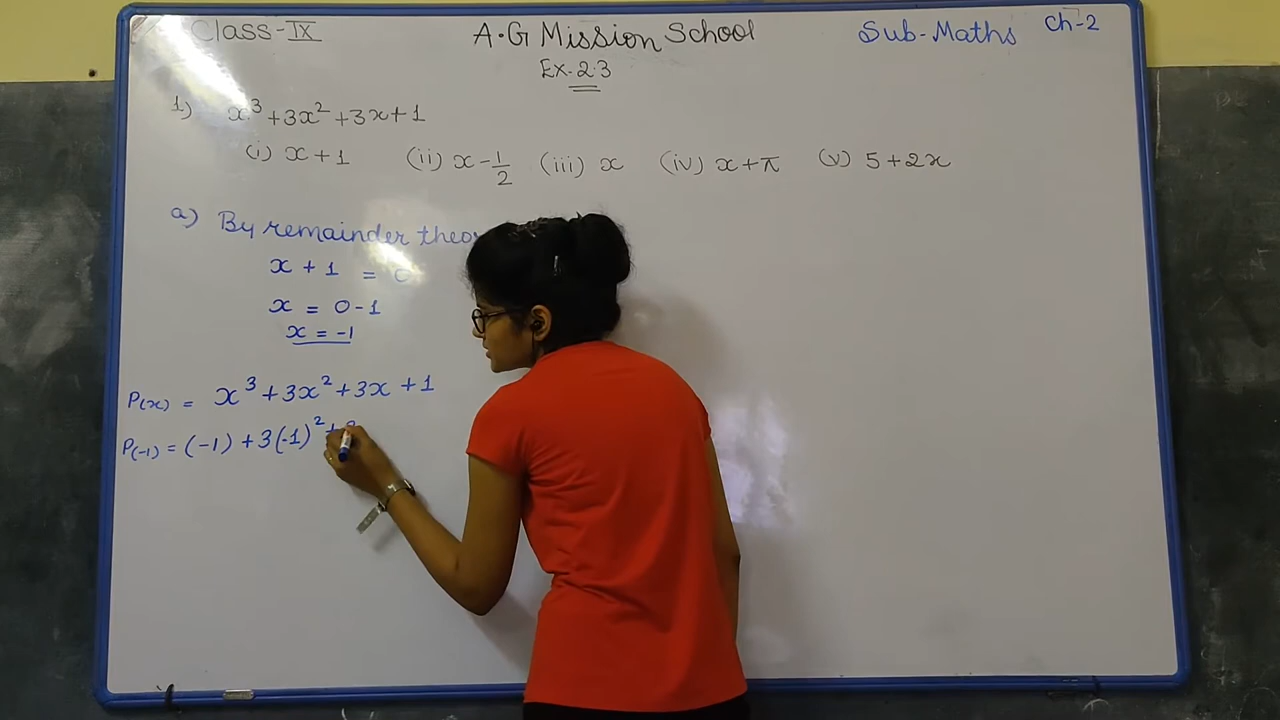 Class-IX A.G Mission School Sub-Maths Ch-2
Ex-2.3
1) x³+3x²+3x+1
(i) x+1 (ii) x-1/2 (iii) x (iv) x+π (v) 5+2x
a) By remainder
x + 1 = 0
x = 0-1
x = -1
P(x) = x³+3x²+3x+1
P(-1) = (-1)+3(-1)²+